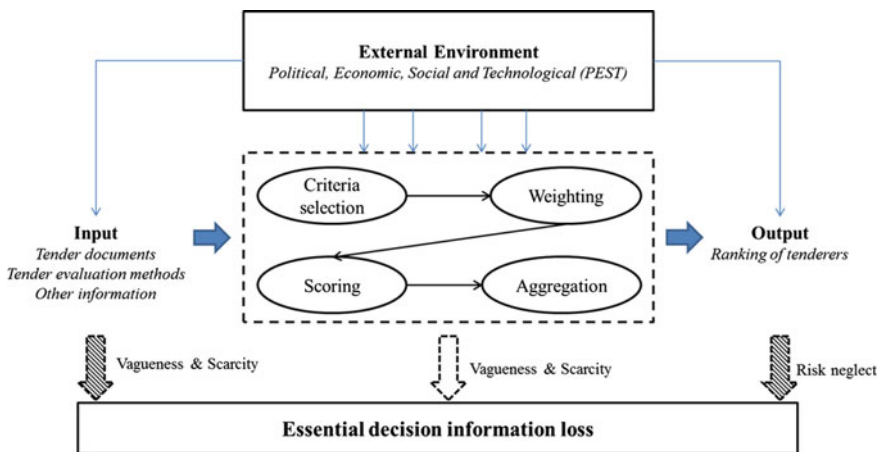 External Environment
Political, Economic, Social and Technological (PEST)
Criteria
selection
Weighting
Input
Tender documents
Tender evaluation methods
Other information
Output
Ranking of tenderers
Scoring
Aggregation
Vagueness & Scarcity
Vagueness & Scarcity
Risk neglect
Essential decision information loss